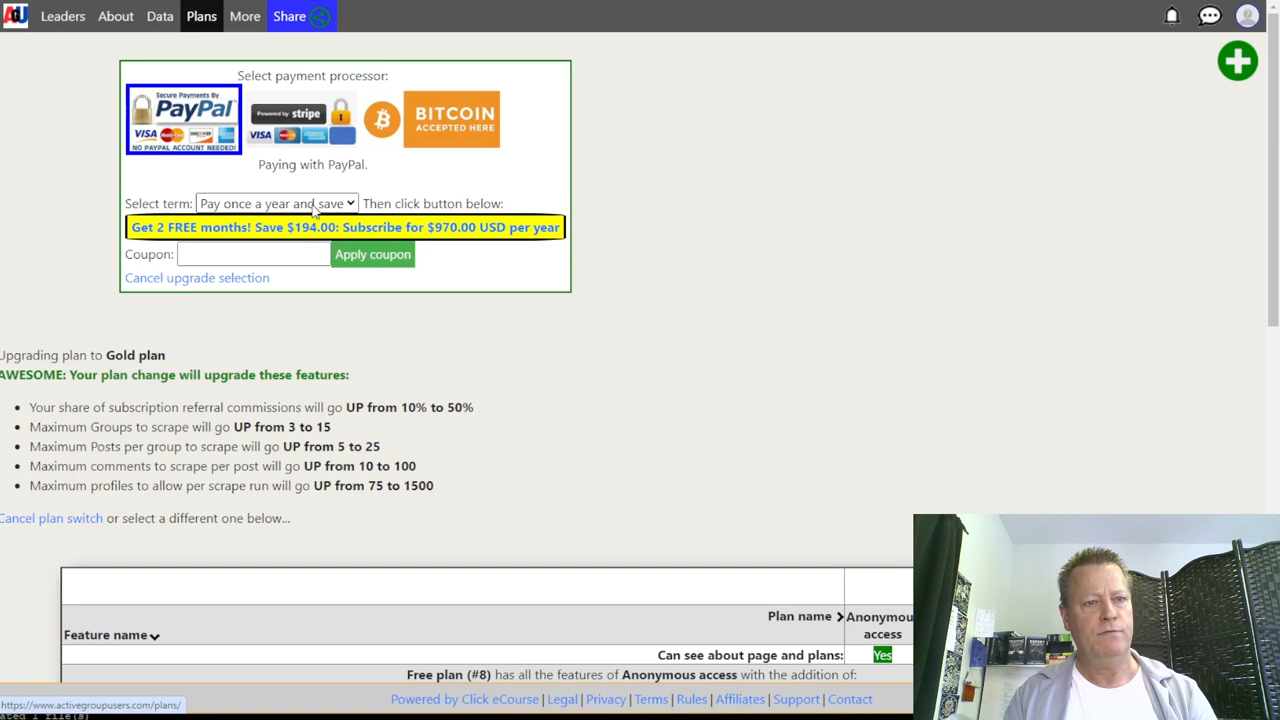 AGU Leaders About Data Plans More Share
Select payment processor:
Secure Payments By
PayPal
VISA MasterCard DISCOVER
NO PAYPAL ACCOUNT NEEDED!
Powered by stripe
VISA
BITCOIN
ACCEPTED HERE
Paying with PayPal.
Select term: Pay once a year and save Then click button below:
Get 2 FREE months! Save $194.00: Subscribe for $970.00 USD per year
Coupon: Apply coupon
Cancel upgrade selection
Upgrading plan to Gold plan
AWESOME: Your plan change will upgrade these features:
• Your share of subscription referral commissions will go UP from 10% to 50%
• Maximum Groups to scrape will go UP from 3 to 15
• Maximum Posts per group to scrape will go UP from 5 to 25
• Maximum comments to scrape per post will go UP from 10 to 100
• Maximum profiles to allow per scrape run will go UP from 75 to 1500
Cancel plan switch or select a different one below...
Plan name Anonymous access
Feature name
Can see about page and plans: Yes
Free plan (#8) has all the features of Anonymous access with the addition of:
Powered by Click eCourse | Legal | Privacy | Terms | Rules | Affiliates | Support | Contact
https://www.activegroupusers.com/plans/